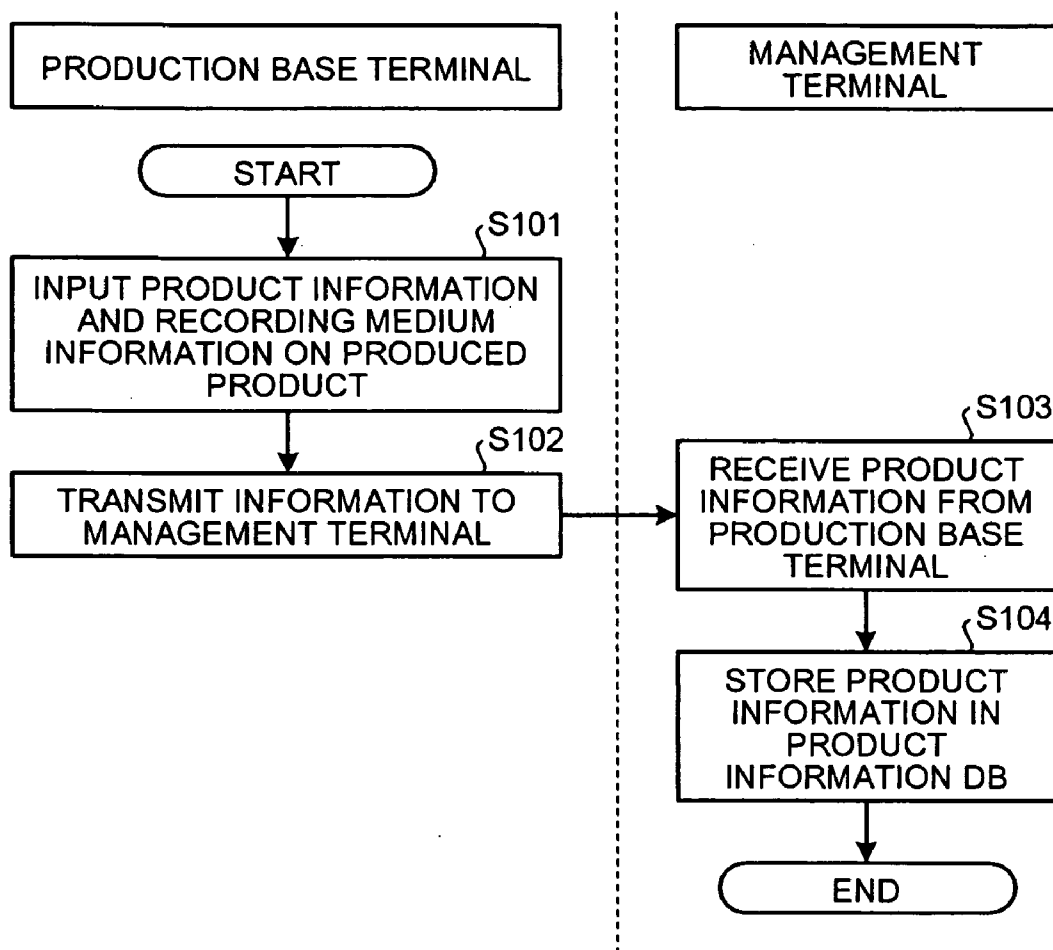 PRODUCTION BASE TERMINAL
MANAGEMENT
TERMINAL
START
S101
INPUT PRODUCT INFORMATION
AND RECORDING MEDIUM
INFORMATION ON PRODUCED
PRODUCT
S102
TRANSMIT INFORMATION TO
MANAGEMENT TERMINAL
S103
RECEIVE PRODUCT
INFORMATION FROM
PRODUCTION BASE
TERMINAL
S104
STORE PRODUCT
INFORMATION IN
PRODUCT
INFORMATION DB
END